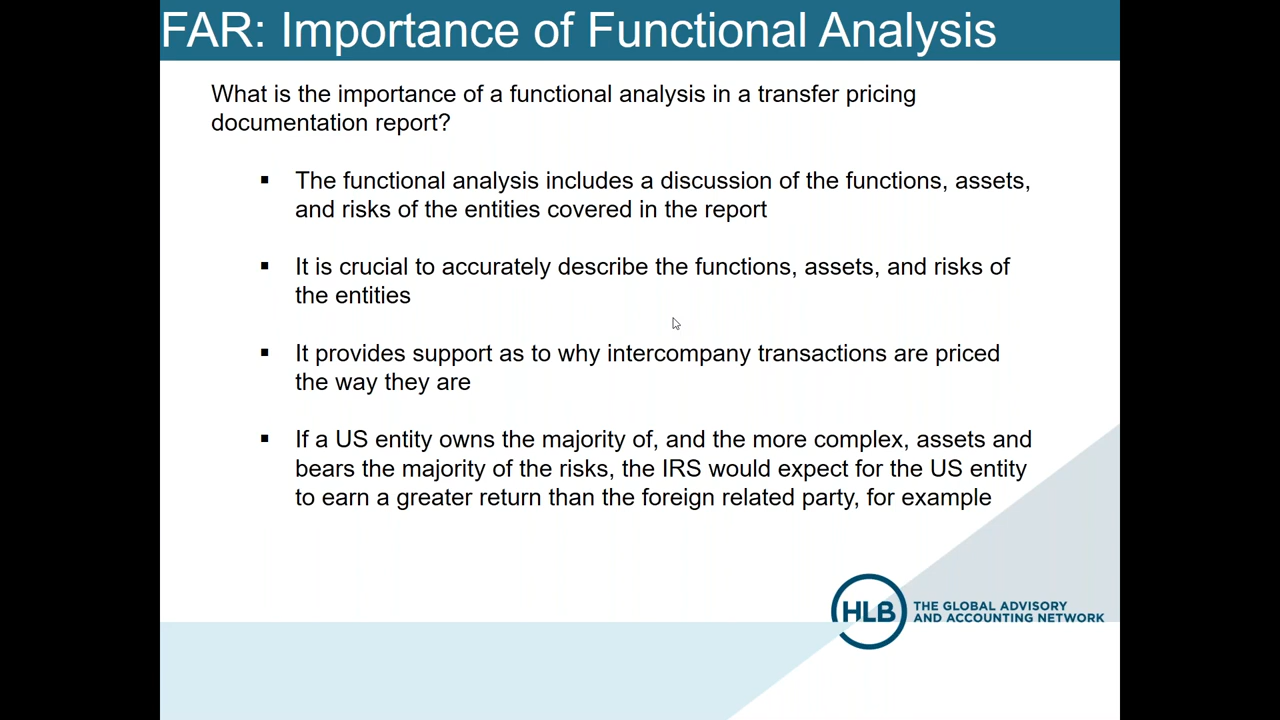 FAR: Importance of Functional Analysis
What is the importance of a functional analysis in a transfer pricing
documentation report?
▪ The functional analysis includes a discussion of the functions, assets,
and risks of the entities covered in the report
▪ It is crucial to accurately describe the functions, assets, and risks of
the entities
▪ It provides support as to why intercompany transactions are priced
the way they are
▪ If a US entity owns the majority of, and the more complex, assets and
bears the majority of the risks, the IRS would expect for the US entity
to earn a greater return than the foreign related party, for example
HLB
THE GLOBAL ADVISORY
AND ACCOUNTING NETWORK